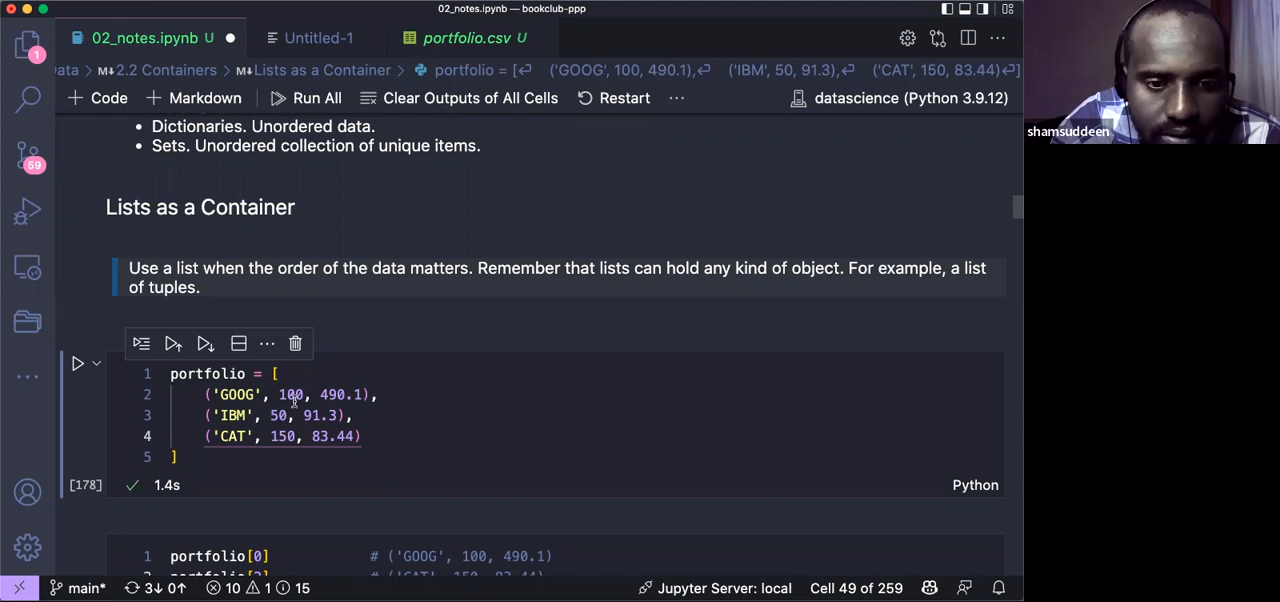 02_notes.ipynb — bookclub-ppp
02_notes.ipynb U Untitled-1 portfolio.csv U
ata > M↓2.2 Containers > M↓Lists as a Container > portfolio = [↵ ('GOOG', 100, 490.1),↵ ('IBM', 50, 91.3),↵ ('CAT', 150, 83.44)↵ ]
+ Code + Markdown Run All Clear Outputs of All Cells Restart ··· datascience (Python 3.9.12)
• Dictionaries. Unordered data.
• Sets. Unordered collection of unique items.
Lists as a Container
Use a list when the order of the data matters. Remember that lists can hold any kind of object. For example, a list
of tuples.
1 portfolio = [
2 ('GOOG', 100, 490.1),
3 ('IBM', 50, 91.3),
4 ('CAT', 150, 83.44)
5 ]
[178] ✓ 1.4s Python
1 portfolio[0] # ('GOOG', 100, 490.1)
main* 3↓ 0↑ 10 1 15 Jupyter Server: local Cell 49 of 259
1
59
shamsuddeen